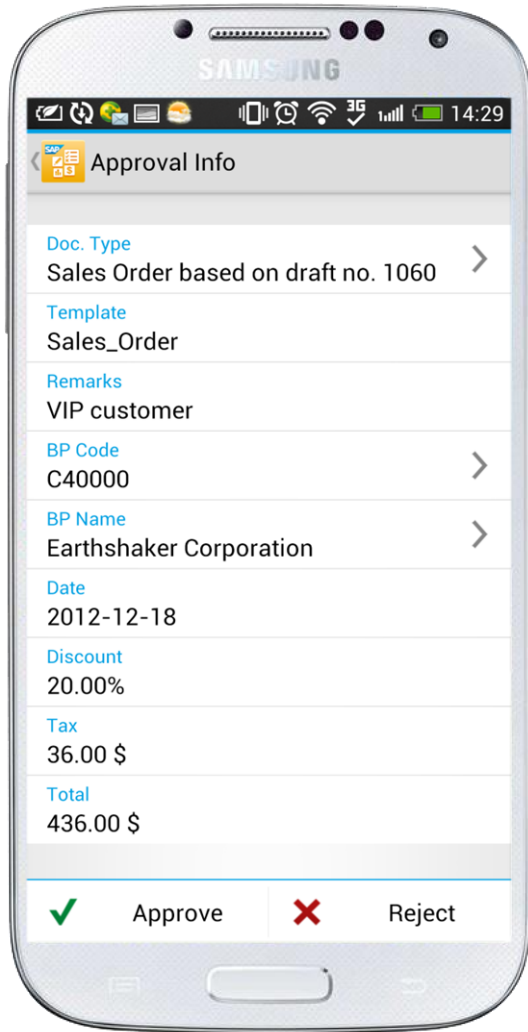 SAMSUNG
3G 14:29
SAP
Approval Info
Doc. Type
Sales Order based on draft no. 1060
Template
Sales_Order
Remarks
VIP customer
BP Code
C40000
BP Name
Earthshaker Corporation
Date
2012-12-18
Discount
20.00%
Tax
36.00 $
Total
436.00 $
Approve Reject